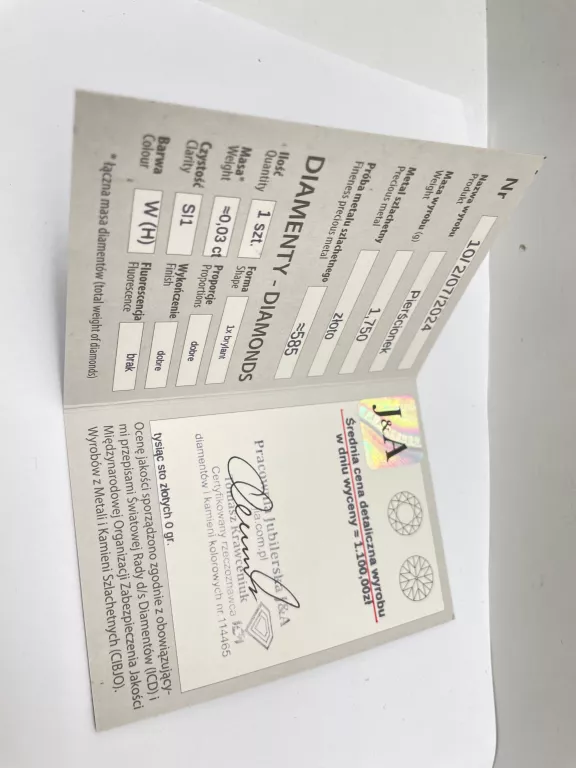 Nr
10/2/07/2024
Nazwa wyrobu
Produkt
Pierścionek
Masa wyrobu (g)
Weight
1,750
Metal szlachetny
Precious metal
złoto
Próba metalu szlachetnego
Fineness precious metal
≈585
DIAMENTY - DIAMONDS
Ilość
Quantity
1 szt.
Forma
Shape
1x brylant
Masa*
Weight
≈0,03 ct
Proporcje
Proportions
dobre
Czystość
Clarity
SI1
Wykończenie
Finish
dobre
Barwa
Colour
W (H)
Fluorescencja
Fluorescence
brak
* łączna masa diamentów (total weight of diamonds)
J&A
Średnia cena detaliczna wyrobu
w dniu wyceny = 1.100,00zł
Pracownia Jubilerska J&A
.com.pl
Tomasz Krawceniuk
Certyfikowany rzeczoznawca
diamentów i kamieni kolorowych nr 114465
tysiąc sto złotych 0 gr.
Ocenę jakości sporządzono zgodnie z obowiązujący-
mi przepisami Światowej Rady d/s Diamentów (ICD) i
Międzynarodowej Organizacji Zabezpieczenia Jakości
Wyrobów z Metali i Kamieni Szlachetnych (CIBJO).